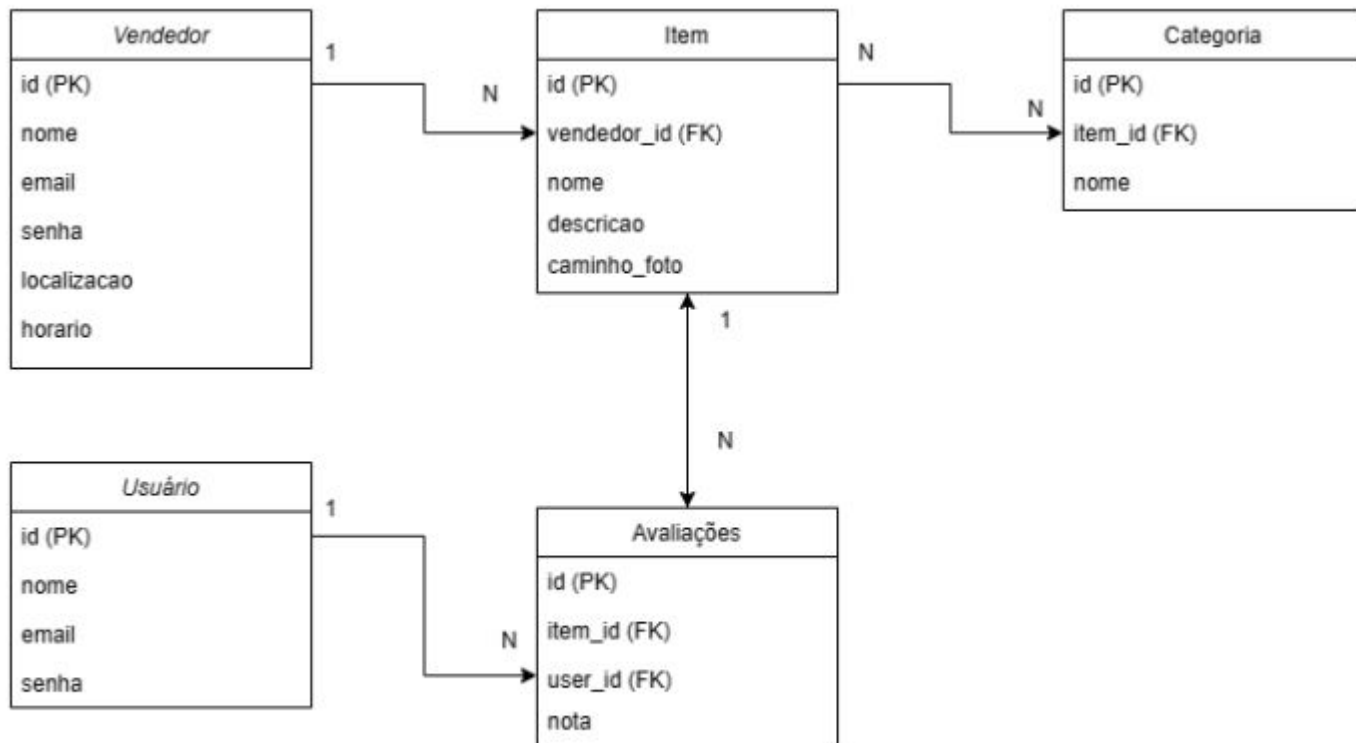 Vendedor
id (PK)
nome
email
senha
localizacao
horario
1
N
Item
id (PK)
vendedor_id (FK)
nome
descricao
caminho_foto
N
N
Categoria
id (PK)
item_id (FK)
nome
1
N
Usuário
id (PK)
nome
email
senha
1
N
Avaliações
id (PK)
item_id (FK)
user_id (FK)
nota